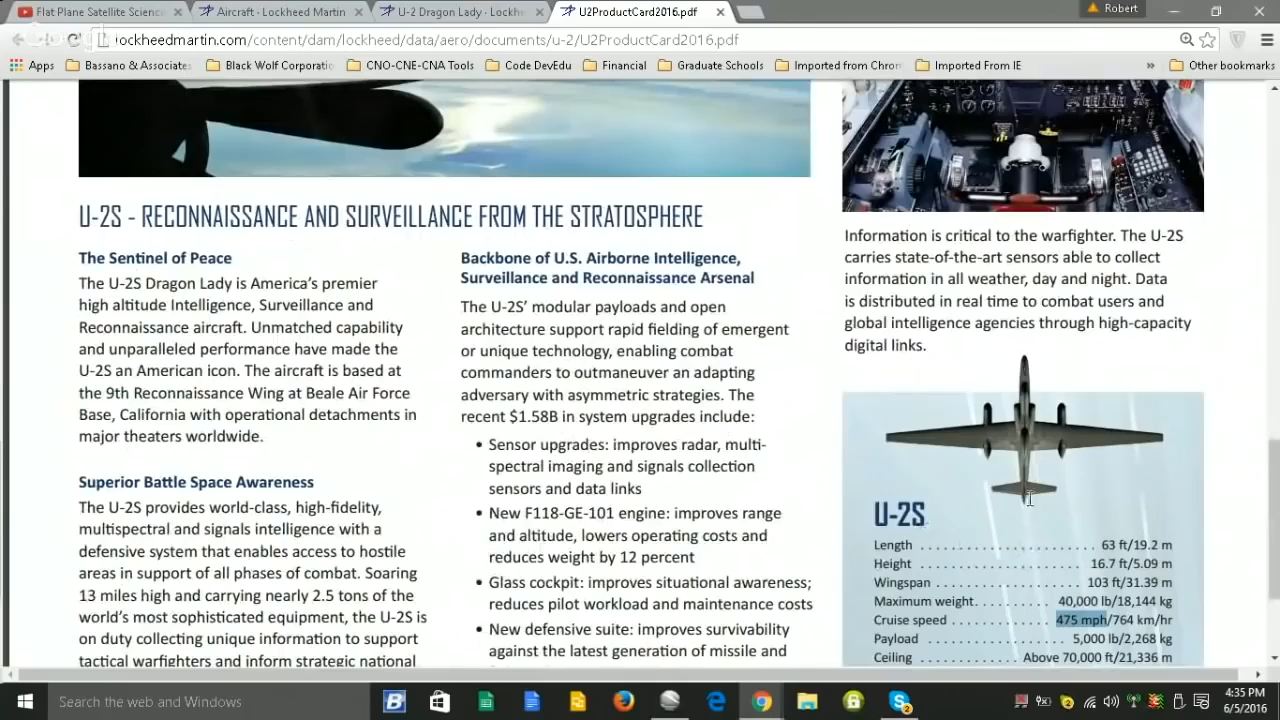 Flat Plane Satellite Scienc
Aircraft · Lockheed Martin
U-2 Dragon Lady · Lockh
U2ProductCard2016.pdf
Robert
lockheedmartin.com/content/dam/lockheed/data/aero/documents/u-2/U2ProductCard2016.pdf
Apps
Bassano & Associates
Black Wolf Corporatio
CNO-CNE-CNA Tools
Code DevEdu
Financial
Graduate Schools
Imported from Chrom
Imported From IE
»
Other bookmarks
U-2S - RECONNAISSANCE AND SURVEILLANCE FROM THE STRATOSPHERE
The Sentinel of Peace
The U-2S Dragon Lady is America's premier
high altitude Intelligence, Surveillance and
Reconnaissance aircraft. Unmatched capability
and unparalleled performance have made the
U-2S an American icon. The aircraft is based at
the 9th Reconnaissance Wing at Beale Air Force
Base, California with operational detachments in
major theaters worldwide.
Superior Battle Space Awareness
The U-2S provides world-class, high-fidelity,
multispectral and signals intelligence with a
defensive system that enables access to hostile
areas in support of all phases of combat. Soaring
13 miles high and carrying nearly 2.5 tons of the
world's most sophisticated equipment, the U-2S is
on duty collecting unique information to support
tactical warfighters and inform strategic national
Backbone of U.S. Airborne Intelligence,
Surveillance and Reconnaissance Arsenal
The U-2S' modular payloads and open
architecture support rapid fielding of emergent
or unique technology, enabling combat
commanders to outmaneuver an adapting
adversary with asymmetric strategies. The
recent $1.58B in system upgrades include:
• Sensor upgrades: improves radar, multi-
spectral imaging and signals collection
sensors and data links
• New F118-GE-101 engine: improves range
and altitude, lowers operating costs and
reduces weight by 12 percent
• Glass cockpit: improves situational awareness;
reduces pilot workload and maintenance costs
• New defensive suite: improves survivability
against the latest generation of missile and
Information is critical to the warfighter. The U-2S
carries state-of-the-art sensors able to collect
information in all weather, day and night. Data
is distributed in real time to combat users and
global intelligence agencies through high-capacity
digital links.
U-2S
Length . . . . . . . . . . . . . . . . . . . . . . . . 63 ft/19.2 m
Height . . . . . . . . . . . . . . . . . . . . . . 16.7 ft/5.09 m
Wingspan . . . . . . . . . . . . . . . . . . . . 103 ft/31.39 m
Maximum weight. . . . . . . . . . . 40,000 lb/18,144 kg
Cruise speed . . . . . . . . . . . . . . 475 mph/764 km/hr
Payload . . . . . . . . . . . . . . . . . . . 5,000 lb/2,268 kg
Ceiling . . . . . . . . . . . . . Above 70,000 ft/21,336 m
Search the web and Windows
4:35 PM
6/5/2016